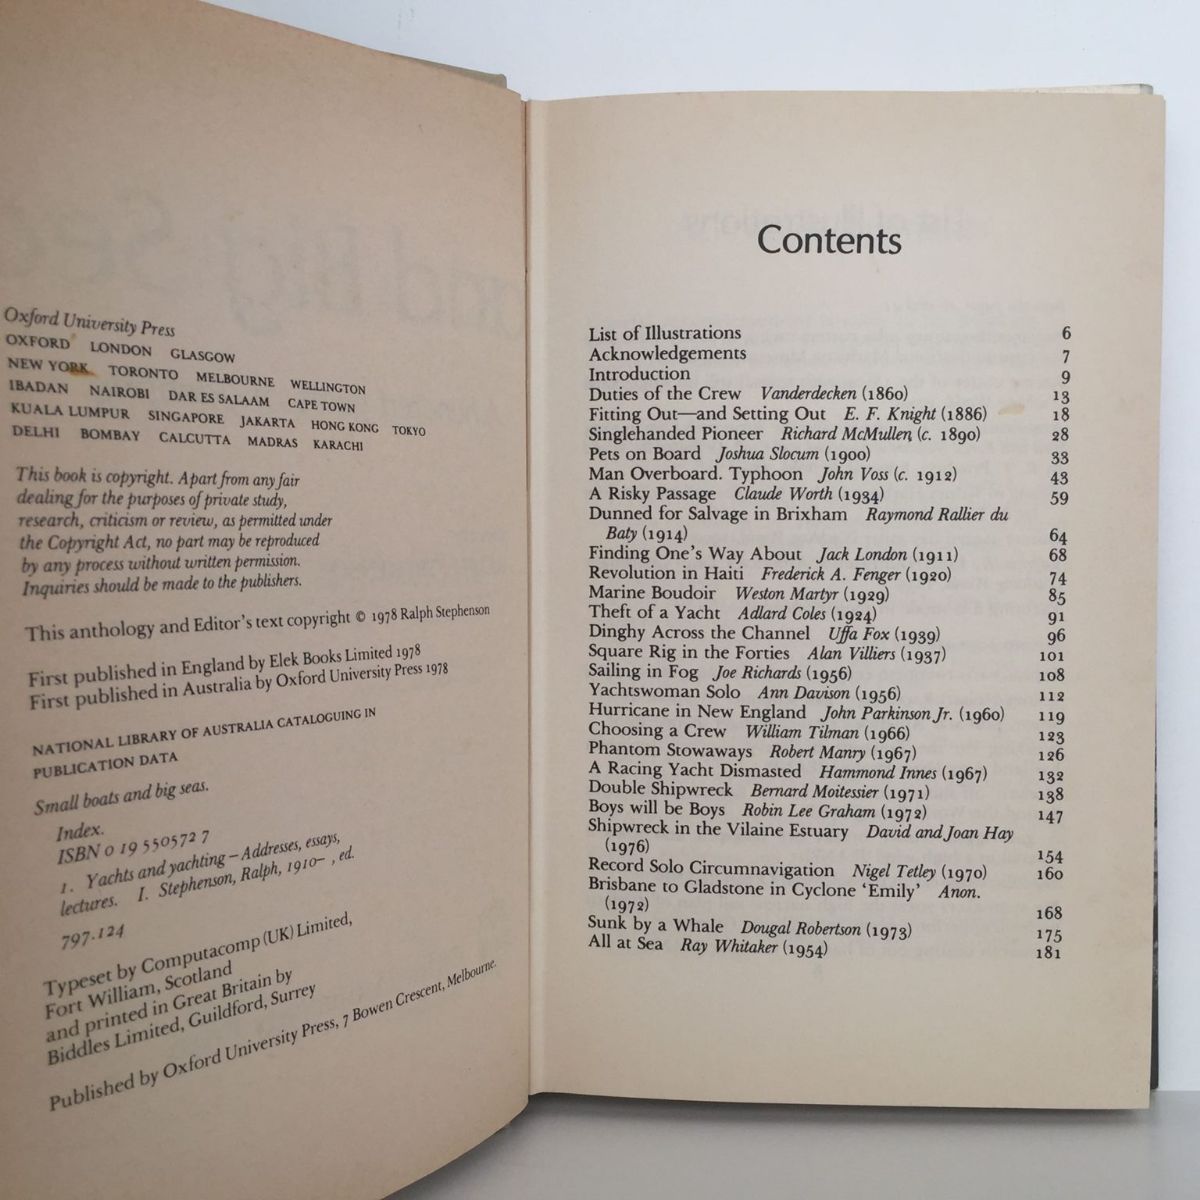 Oxford University Press
OXFORD LONDON GLASGOW
NEW YORK TORONTO MELBOURNE WELLINGTON
IBADAN NAIROBI DAR ES SALAAM CAPE TOWN
KUALA LUMPUR SINGAPORE JAKARTA HONG KONG TOKYO
DELHI BOMBAY CALCUTTA MADRAS KARACHI
This book is copyright. Apart from any fair
dealing for the purposes of private study,
research, criticism or review, as permitted under
the Copyright Act, no part may be reproduced
by any process without written permission.
Inquiries should be made to the publishers.
This anthology and Editor's text copyright © 1978 Ralph Stephenson
First published in England by Elek Books Limited 1978
First published in Australia by Oxford University Press 1978
NATIONAL LIBRARY OF AUSTRALIA CATALOGUING IN
PUBLICATION DATA
Small boats and big seas.
Index.
ISBN 0 19 550572 7
1. Yachts and yachting – Addresses, essays,
lectures. I. Stephenson, Ralph, 1910– , ed.
797.124
Typeset by Computacomp (UK) Limited,
Fort William, Scotland
and printed in Great Britain by
Biddles Limited, Guildford, Surrey
Published by Oxford University Press, 7 Bowen Crescent, Melbourne.
Contents
List of Illustrations 6
Acknowledgements 7
Introduction 9
Duties of the Crew Vanderdecken (1860) 13
Fitting Out—and Setting Out E. F. Knight (1886) 18
Singlehanded Pioneer Richard McMullen (c. 1890) 28
Pets on Board Joshua Slocum (1900) 33
Man Overboard. Typhoon John Voss (c. 1912) 43
A Risky Passage Claude Worth (1934) 59
Dunned for Salvage in Brixham Raymond Rallier du
Baty (1914) 64
Finding One's Way About Jack London (1911) 68
Revolution in Haiti Frederick A. Fenger (1920) 74
Marine Boudoir Weston Martyr (1929) 85
Theft of a Yacht Adlard Coles (1924) 91
Dinghy Across the Channel Uffa Fox (1939) 96
Square Rig in the Forties Alan Villiers (1937) 101
Sailing in Fog Joe Richards (1956) 108
Yachtswoman Solo Ann Davison (1956) 112
Hurricane in New England John Parkinson Jr. (1960) 119
Choosing a Crew William Tilman (1966) 123
Phantom Stowaways Robert Manry (1967) 126
A Racing Yacht Dismasted Hammond Innes (1967) 132
Double Shipwreck Bernard Moitessier (1971) 138
Boys will be Boys Robin Lee Graham (1972) 147
Shipwreck in the Vilaine Estuary David and Joan Hay
(1976) 154
Record Solo Circumnavigation Nigel Tetley (1970) 160
Brisbane to Gladstone in Cyclone 'Emily' Anon.
(1972) 168
Sunk by a Whale Dougal Robertson (1973) 175
All at Sea Ray Whitaker (1954) 181